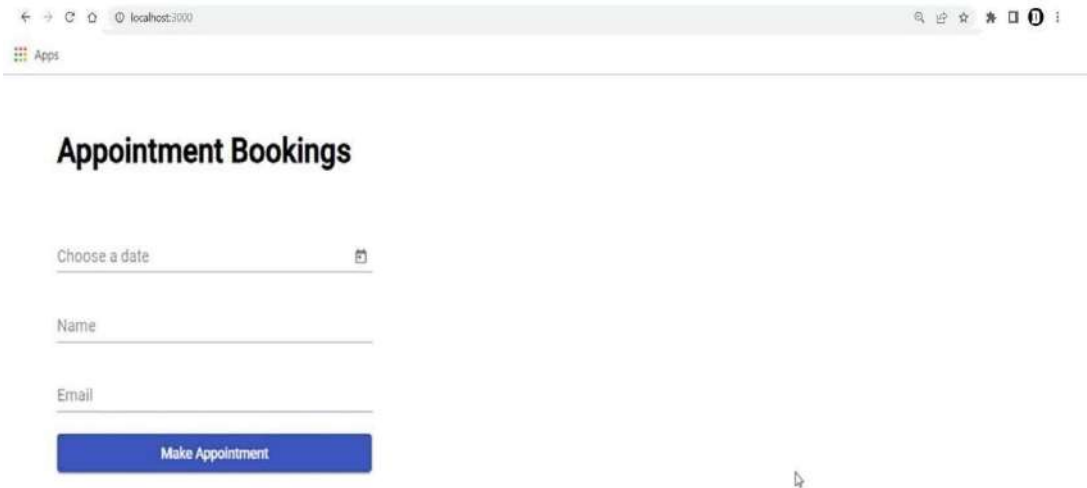 localhost:3000
Apps
Appointment Bookings
Choose a date
Name
Email
Make Appointment